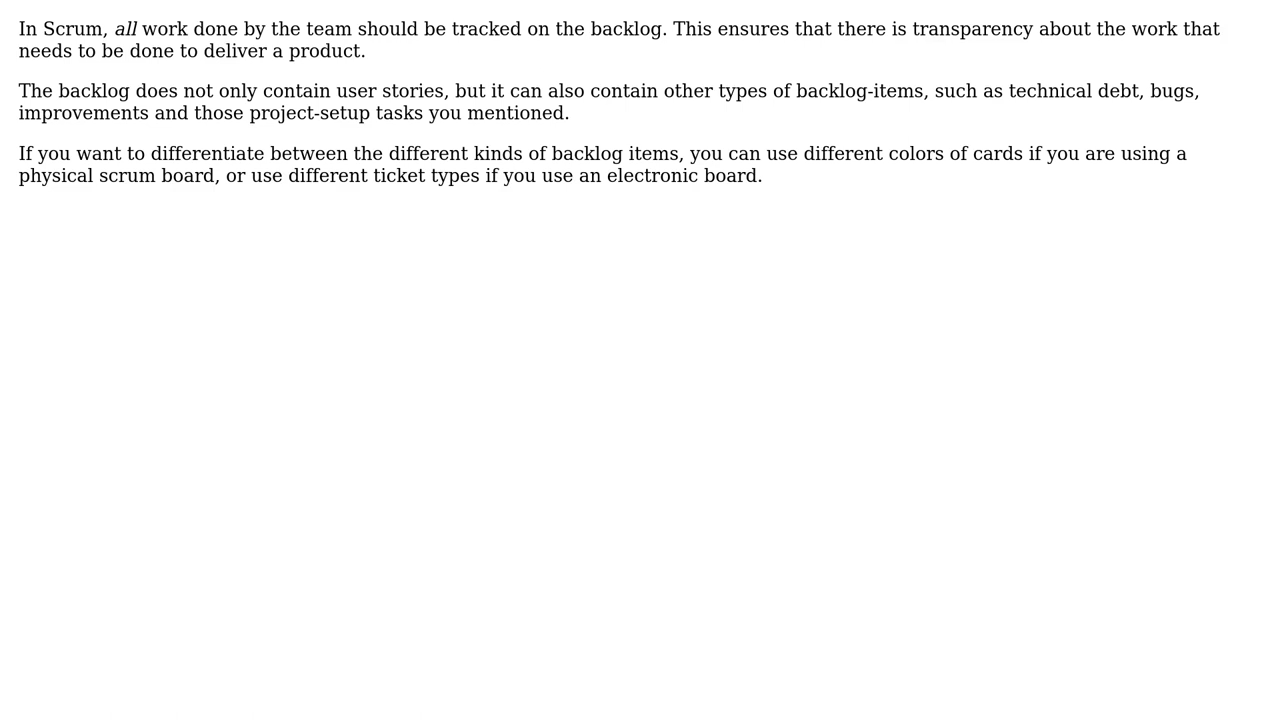 In Scrum, all work done by the team should be tracked on the backlog. This ensures that there is transparency about the work that
needs to be done to deliver a product.
The backlog does not only contain user stories, but it can also contain other types of backlog-items, such as technical debt, bugs,
improvements and those project-setup tasks you mentioned.
If you want to differentiate between the different kinds of backlog items, you can use different colors of cards if you are using a
physical scrum board, or use different ticket types if you use an electronic board.